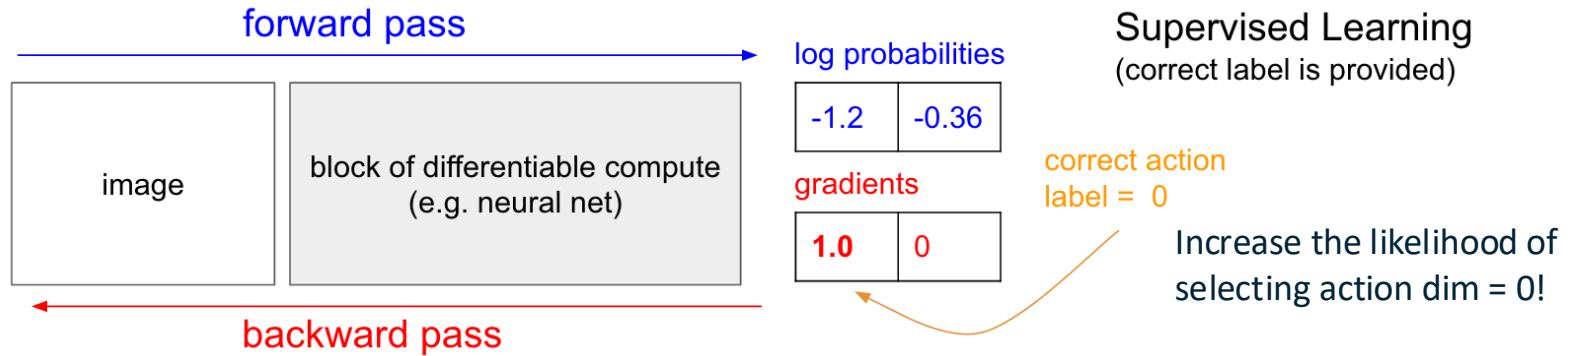 forward pass
image
block of differentiable compute
(e.g. neural net)
backward pass
log probabilities
-1.2 -0.36
gradients
1.0 0
Supervised Learning
(correct label is provided)
correct action
label = 0
Increase the likelihood of
selecting action dim = 0!